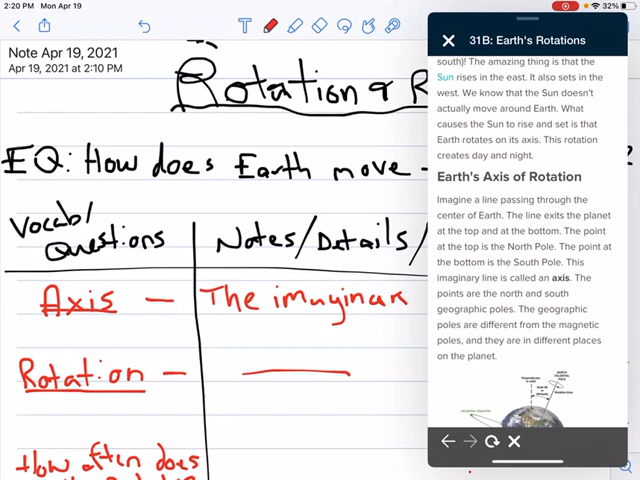 2:20 PM Mon Apr 19
32%
Note Apr 19, 2021
Apr 19, 2021 at 2:10 PM
Rotation & R
EQ: How does Earth move
Vocab/
Questions
Notes/Details/
Axis - The imaginar
Rotation -
How often does
31B: Earth's Rotations
south)! The amazing thing is that the
Sun rises in the east. It also sets in the
west. We know that the Sun doesn't
actually move around Earth. What
causes the Sun to rise and set is that
Earth rotates on its axis. This rotation
creates day and night.
Earth's Axis of Rotation
Imagine a line passing through the
center of Earth. The line exits the planet
at the top and at the bottom. The point
at the top is the North Pole. The point at
the bottom is the South Pole. This
imaginary line is called an axis. The
points are the north and south
geographic poles. The geographic
poles are different from the magnetic
poles, and they are in different places
on the planet.